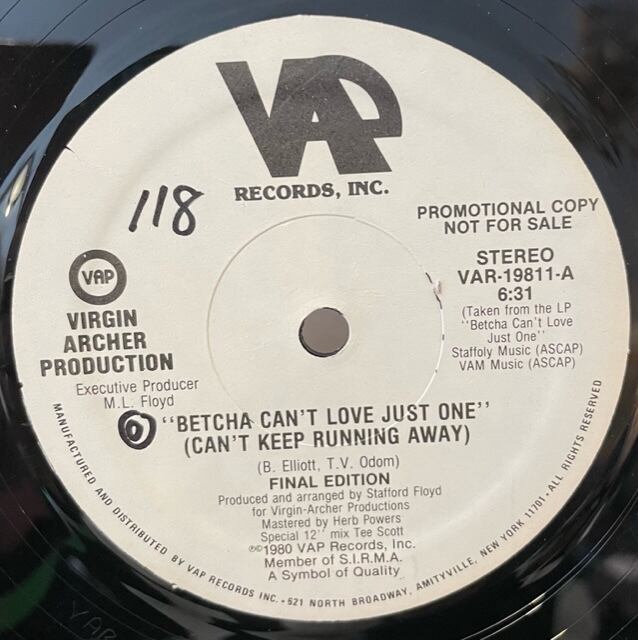 VAP
RECORDS, INC.
118
PROMOTIONAL COPY
NOT FOR SALE
STEREO
VAR-19811-A
6:31
(Taken from the LP
"Betcha Can't Love
Just One"
Staffoly Music (ASCAP)
VAM Music (ASCAP)
VAP
VIRGIN
ARCHER
PRODUCTION
Executive Producer
M.L. Floyd
"BETCHA CAN'T LOVE JUST ONE"
(CAN'T KEEP RUNNING AWAY)
(B. Elliott, T.V. Odom)
FINAL EDITION
Produced and arranged by Stafford Floyd
for Virgin-Archer Productions
Mastered by Herb Powers
Special 12" mix Tee Scott
℗©1980 VAP Records, Inc.
Member of S.I.R.M.A.
A Symbol of Quality
MANUFACTURED AND DISTRIBUTED BY VAP RECORDS INC. • 521 NORTH BROADWAY, AMITYVILLE, NEW YORK 11701 • ALL RIGHTS RESERVED